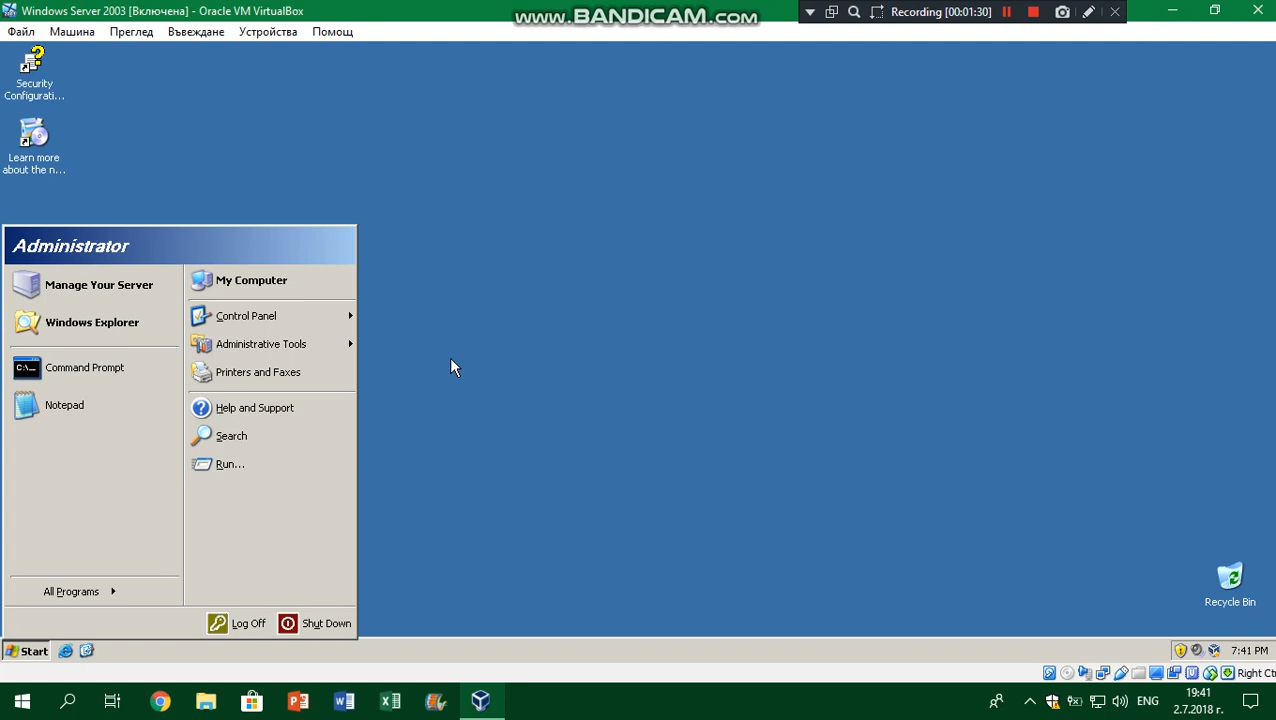 Windows Server 2003 [Включена] - Oracle VM VirtualBox
www.BANDICAM.com
Recording [00:01:30]
Файл Машина Преглед Въвеждане Устройства Помощ
Security
Configurati...
Learn more
about the n...
Administrator
Manage Your Server
Windows Explorer
Command Prompt
Notepad
All Programs
My Computer
Control Panel
Administrative Tools
Printers and Faxes
Help and Support
Search
Run...
Log Off
Shut Down
Recycle Bin
Start
7:41 PM
Right Ct
ENG
19:41
2.7.2018 г.